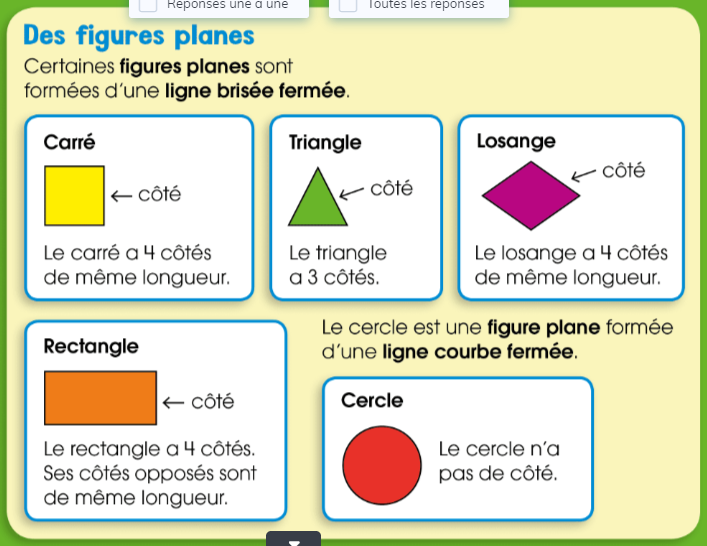 Réponses une à une
Toutes les réponses
Des figures planes
Certaines figures planes sont
formées d'une ligne brisée fermée.
Carré
côté
Le carré a 4 côtés
de même longueur.
Triangle
côté
Le triangle
a 3 côtés.
Losange
côté
Le losange a 4 côtés
de même longueur.
Rectangle
côté
Le rectangle a 4 côtés.
Ses côtés opposés sont
de même longueur.
Le cercle est une figure plane formée
d'une ligne courbe fermée.
Cercle
Le cercle n'a
pas de côté.